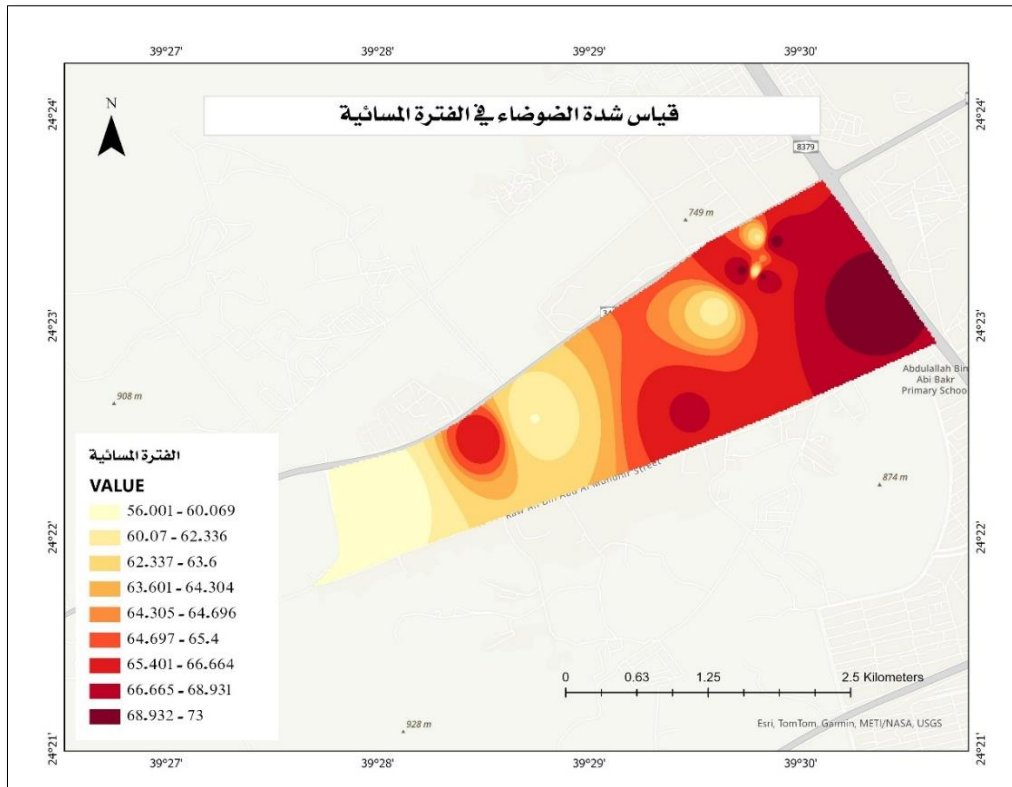 39°27' 39°28' 39°29' 39°30'
24°24' 24°24'
N
قياس شدة الضوضاء في الفترة المسائية
8379
749 m
24°23' 24°23'
34
Abdulallah Bin
Abi Bakr
Primary School
908 m
874 m
Street
24°22' 24°22'
الفترة المسائية
VALUE
56.001 - 60.069
60.07 - 62.336
62.337 - 63.6
63.601 - 64.304
64.305 - 64.696
64.697 - 65.4
65.401 - 66.664
66.665 - 68.931
68.932 - 73
0 0.63 1.25 2.5 Kilometers
928 m
Esri, TomTom, Garmin, METI/NASA, USGS
24°21' 24°21'
39°27' 39°28' 39°29' 39°30'